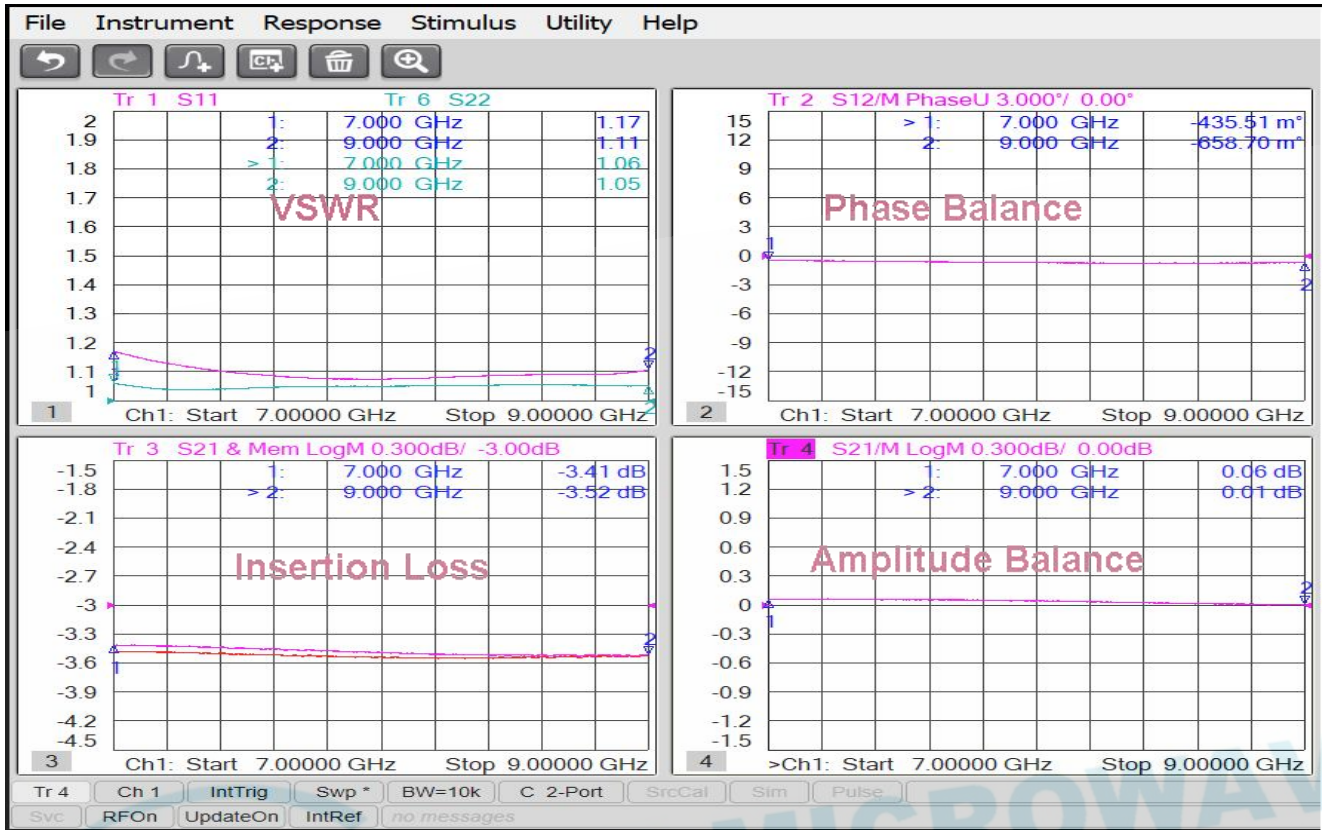 File Instrument Response Stimulus Utility Help
Tr 1 S11 Tr 6 S22
1: 7.000 GHz 1.17
2: 9.000 GHz 1.11
> 1: 7.000 GHz 1.06
2: 9.000 GHz 1.05
2
1.9
1.8
1.7
1.6
1.5
1.4
1.3
1.2
1.1
1
VSWR
2
2
1 Ch1: Start 7.00000 GHz Stop 9.00000 GHz
Tr 2 S12/M PhaseU 3.000°/ 0.00°
> 1: 7.000 GHz -435.51 m°
2: 9.000 GHz -658.70 m°
15
12
9
6
3
0
-3
-6
-9
-12
-15
Phase Balance
1
2
2 Ch1: Start 7.00000 GHz Stop 9.00000 GHz
Tr 3 S21 & Mem LogM 0.300dB/ -3.00dB
1: 7.000 GHz -3.41 dB
> 2: 9.000 GHz -3.52 dB
-1.5
-1.8
-2.1
-2.4
-2.7
-3
-3.3
-3.6
-3.9
-4.2
-4.5
Insertion Loss
2
1
3 Ch1: Start 7.00000 GHz Stop 9.00000 GHz
Tr 4 S21/M LogM 0.300dB/ 0.00dB
1: 7.000 GHz 0.06 dB
> 2: 9.000 GHz 0.01 dB
1.5
1.2
0.9
0.6
0.3
0
-0.3
-0.6
-0.9
-1.2
-1.5
Amplitude Balance
2
1
4 >Ch1: Start 7.00000 GHz Stop 9.00000 GHz
Tr 4 Ch 1 IntTrig Swp * BW=10k C 2-Port SrcCal Sim Pulse
Svc RFOn UpdateOn IntRef no messages
MICROWAV